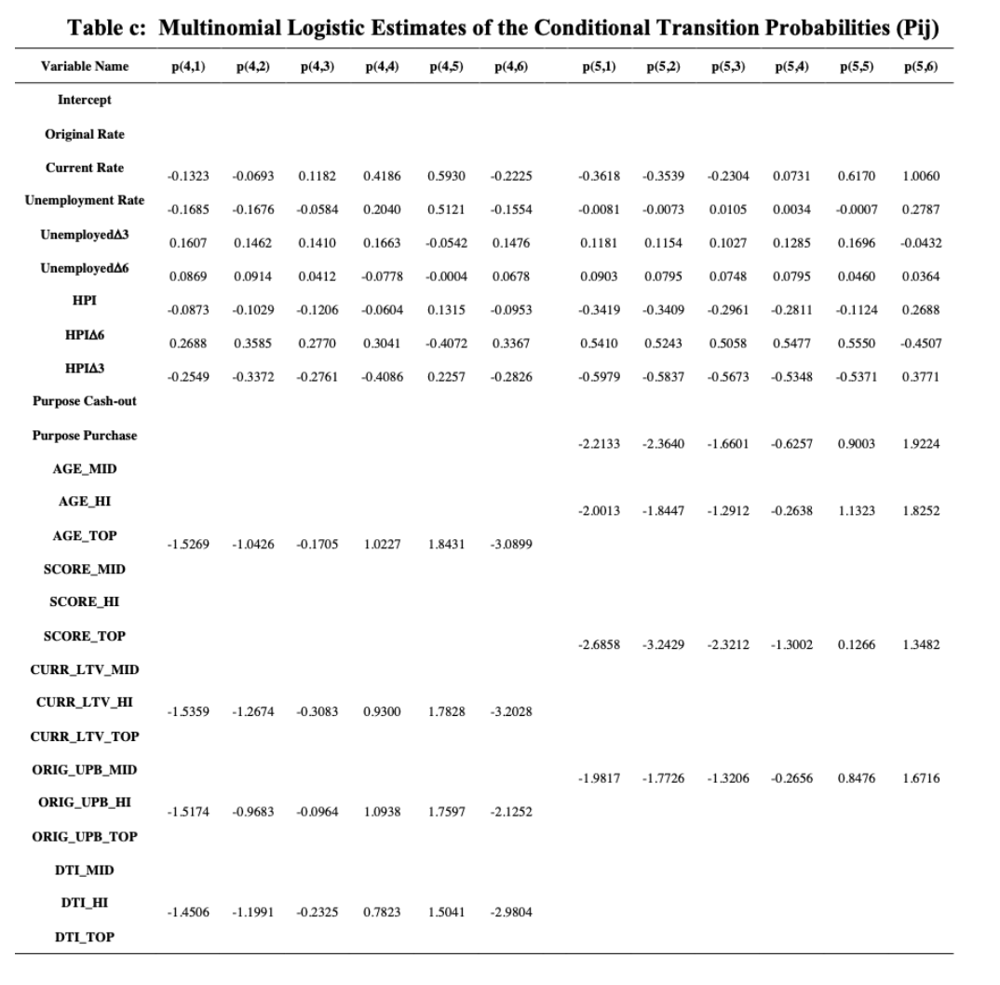 Table c: Multinomial Logistic Estimates of the Conditional Transition Probabilities (Pij)
Variable Name p(4,1) p(4,2) p(4,3) p(4,4) p(4,5) p(4,6) p(5,1) p(5,2) p(5,3) p(5,4) p(5,5) p(5,6)
Intercept
Original Rate
Current Rate -0.1323 -0.0693 0.1182 0.4186 0.5930 -0.2225 -0.3618 -0.3539 -0.2304 0.0731 0.6170 1.0060
Unemployment Rate -0.1685 -0.1676 -0.0584 0.2040 0.5121 -0.1554 -0.0081 -0.0073 0.0105 0.0034 -0.0007 0.2787
UnemployedΔ3 0.1607 0.1462 0.1410 0.1663 -0.0542 0.1476 0.1181 0.1154 0.1027 0.1285 0.1696 -0.0432
UnemployedΔ6 0.0869 0.0914 0.0412 -0.0778 -0.0004 0.0678 0.0903 0.0795 0.0748 0.0795 0.0460 0.0364
HPI -0.0873 -0.1029 -0.1206 -0.0604 0.1315 -0.0953 -0.3419 -0.3409 -0.2961 -0.2811 -0.1124 0.2688
HPIΔ6 0.2688 0.3585 0.2770 0.3041 -0.4072 0.3367 0.5410 0.5243 0.5058 0.5477 0.5550 -0.4507
HPIΔ3 -0.2549 -0.3372 -0.2761 -0.4086 0.2257 -0.2826 -0.5979 -0.5837 -0.5673 -0.5348 -0.5371 0.3771
Purpose Cash-out
Purpose Purchase -2.2133 -2.3640 -1.6601 -0.6257 0.9003 1.9224
AGE_MID
AGE_HI -2.0013 -1.8447 -1.2912 -0.2638 1.1323 1.8252
AGE_TOP -1.5269 -1.0426 -0.1705 1.0227 1.8431 -3.0899
SCORE_MID
SCORE_HI
SCORE_TOP -2.6858 -3.2429 -2.3212 -1.3002 0.1266 1.3482
CURR_LTV_MID
CURR_LTV_HI -1.5359 -1.2674 -0.3083 0.9300 1.7828 -3.2028
CURR_LTV_TOP
ORIG_UPB_MID -1.9817 -1.7726 -1.3206 -0.2656 0.8476 1.6716
ORIG_UPB_HI -1.5174 -0.9683 -0.0964 1.0938 1.7597 -2.1252
ORIG_UPB_TOP
DTI_MID
DTI_HI -1.4506 -1.1991 -0.2325 0.7823 1.5041 -2.9804
DTI_TOP